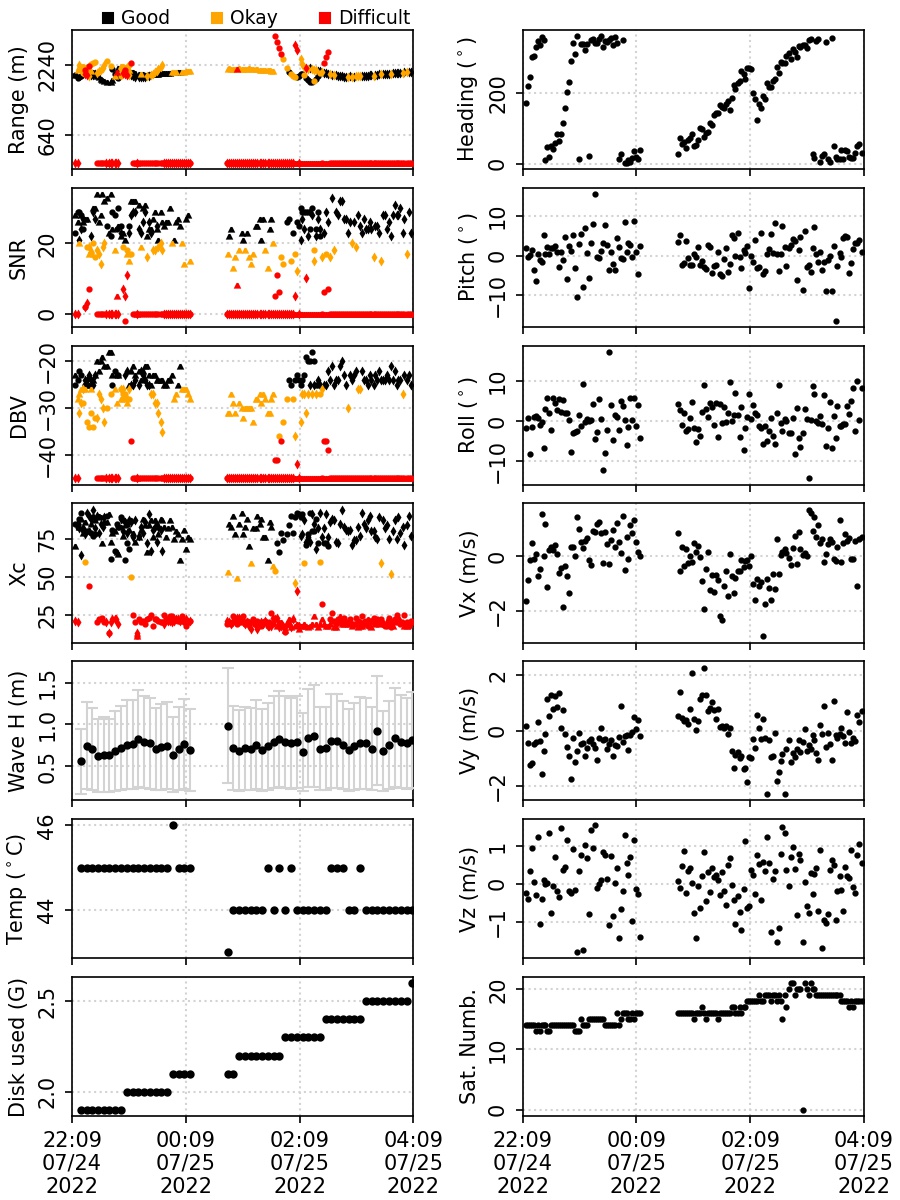 Good Okay Difficult
Range (m)
2240
640
Heading (°)
200
0
SNR
20
0
Pitch (°)
10
0
−10
DBV
−20
−30
−40
Roll (°)
10
0
−10
Xc
75
50
25
Vx (m/s)
0
−2
Wave H (m)
1.5
1.0
0.5
Vy (m/s)
2
0
−2
Temp (°C)
46
44
Vz (m/s)
1
0
−1
Disk used (G)
2.5
2.0
Sat. Numb.
20
10
0
22:09 00:09 02:09 04:09
07/24 07/25 07/25 07/25
2022 2022 2022 2022
22:09 00:09 02:09 04:09
07/24 07/25 07/25 07/25
2022 2022 2022 2022